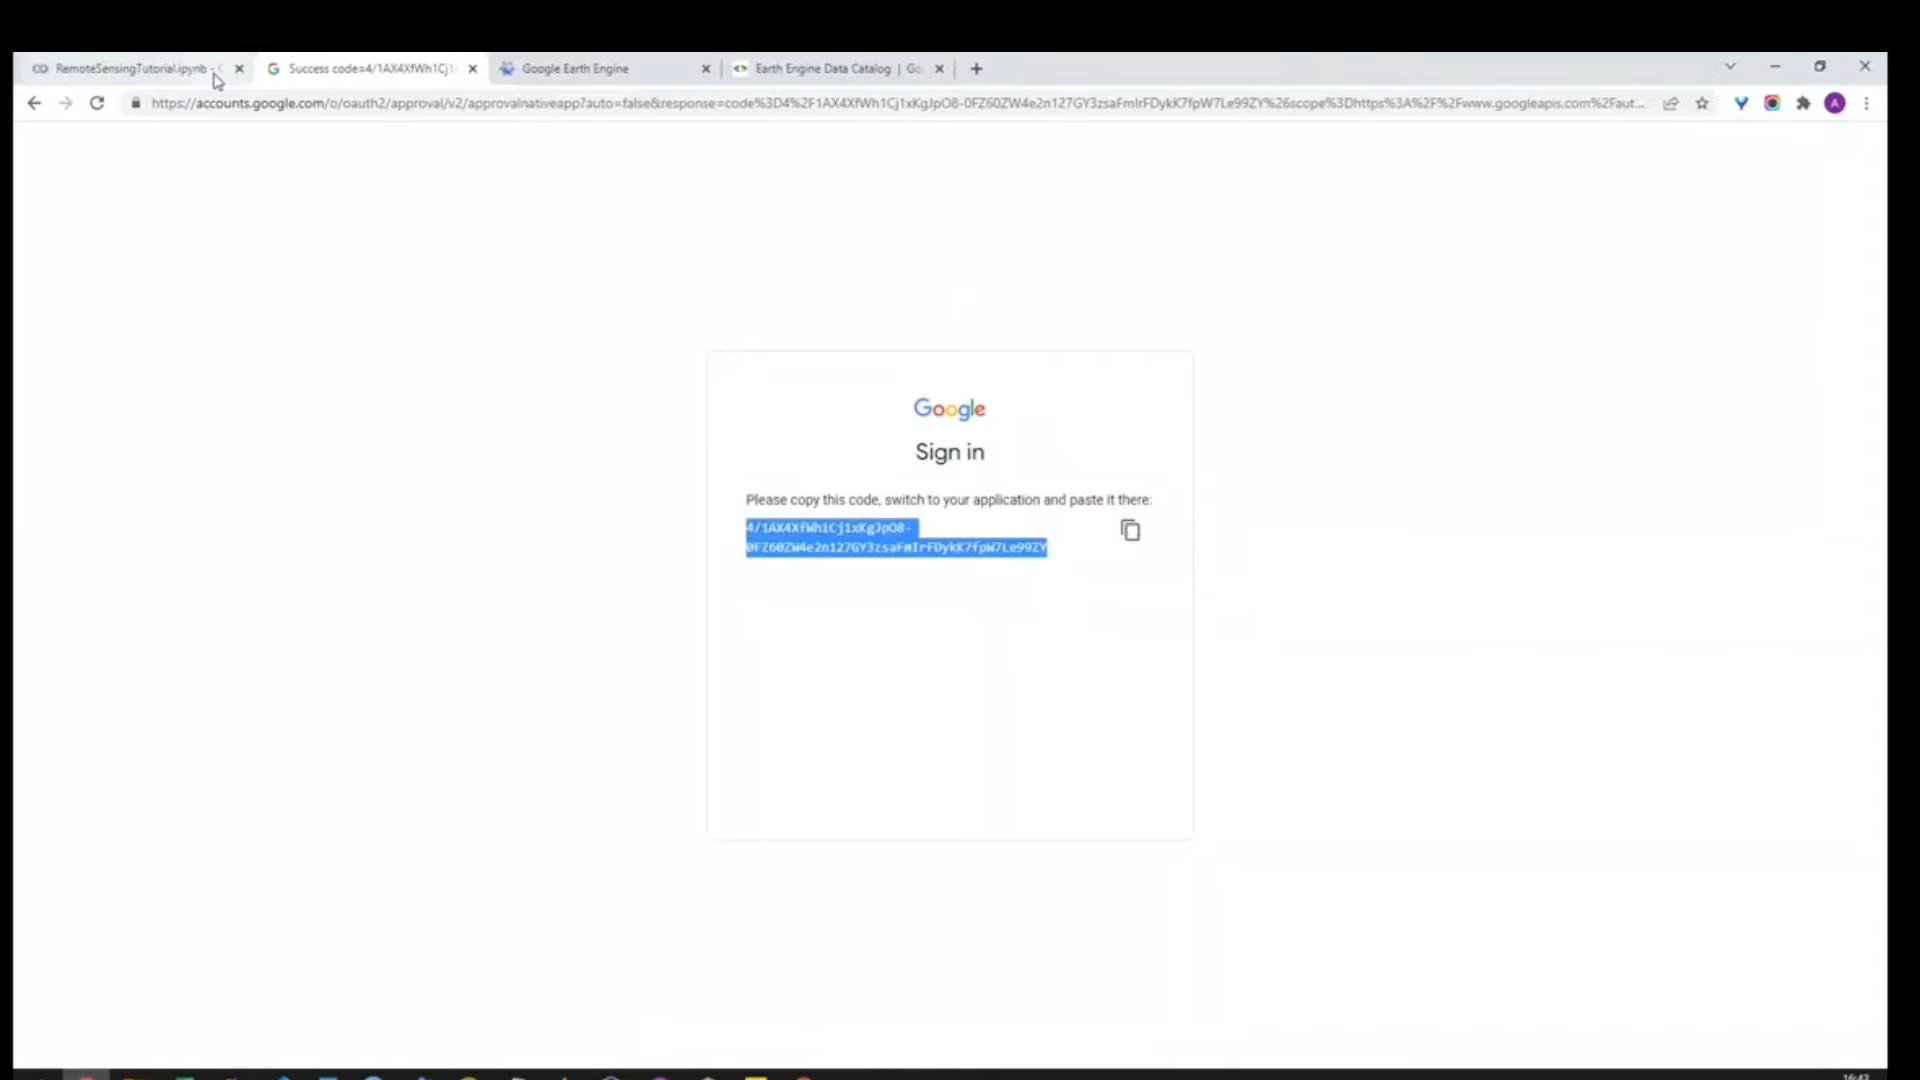 RemoteSensingTutorial.ipynb -
Success code=4/1AX4XfWh1Cj1
Google Earth Engine
Earth Engine Data Catalog | Go
https://accounts.google.com/o/oauth2/approval/v2/approvalnativeapp?auto=false&response=code%3D4%2F1AX4XfWh1Cj1xKgJpO8-0FZ60ZW4e2n127GY3zsaFmIrFDykK7fpW7Le99ZY%26scope%3Dhttps%3A%2F%2Fwww.googleapis.com%2Faut...
A
Google
Sign in
Please copy this code, switch to your application and paste it there:
4/1AX4XfWh1Cj1xKgJpO8-
0FZ60ZW4e2n127GY3zsaFmIrFDykK7fpW7Le99ZY